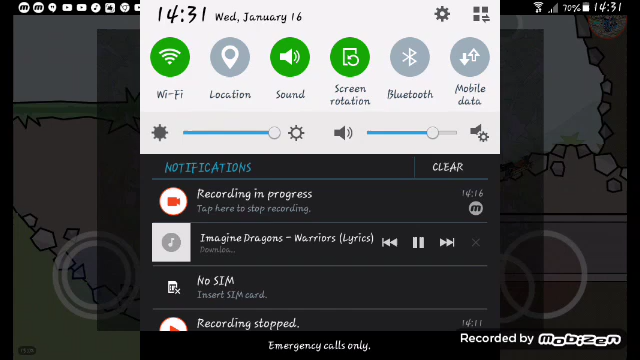 14:31 Wed, January 16
70% 14:31
Wi-Fi
Location
Sound
Screen
rotation
Bluetooth
Mobile
data
NOTIFICATIONS
CLEAR
Recording in progress
14:16
Tap here to stop recording.
Imagine Dragons - Warriors (Lyrics)
Downloa...
No SIM
Insert SIM card.
Recording stopped.
14:11
Emergency calls only.
Recorded by mobizen